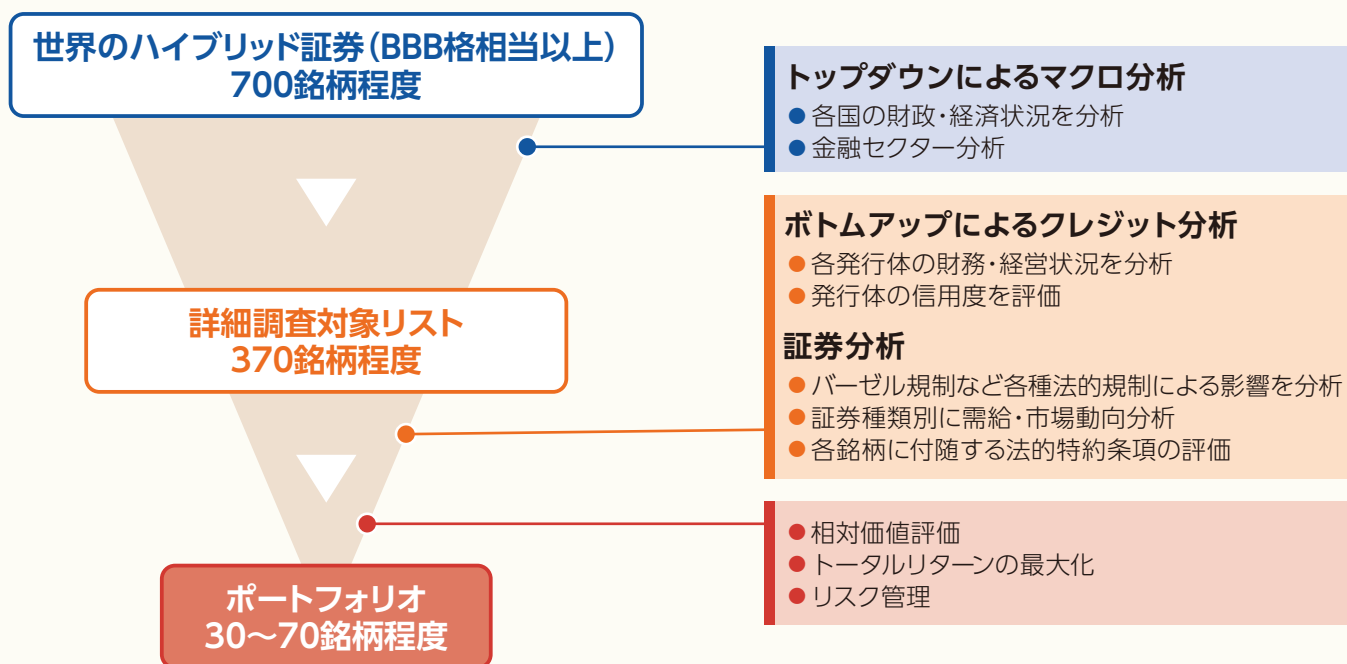 世界のハイブリッド証券(BBB格相当以上)
700銘柄程度
トップダウンによるマクロ分析
●各国の財政・経済状況を分析
●金融セクター分析
ボトムアップによるクレジット分析
●各発行体の財務・経営状況を分析
●発行体の信用度を評価
詳細調査対象リスト
370銘柄程度
証券分析
●バーゼル規制など各種法的規制による影響を分析
●証券種類別に需給・市場動向分析
●各銘柄に付随する法的特約条項の評価
●相対価値評価
●トータルリターンの最大化
●リスク管理
ポートフォリオ
30～70銘柄程度